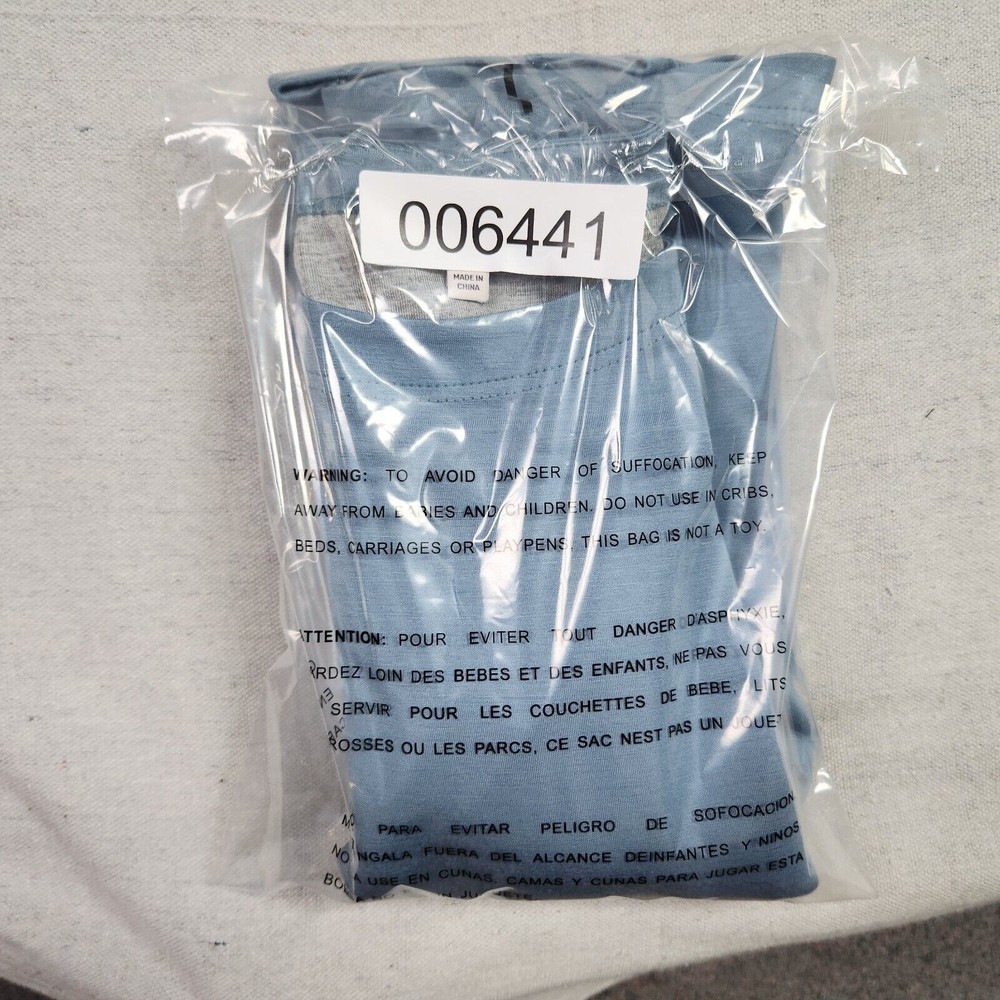 006441
MADE IN
CHINA
WARNING: TO AVOID DANGER OF SUFFOCATION, KEEP
AWAY FROM BABIES AND CHILDREN. DO NOT USE IN CRIBS,
BEDS, CARRIAGES OR PLAYPENS. THIS BAG IS NOT A TOY.
ATTENTION: POUR EVITER TOUT DANGER D'ASPHYXIE,
RDEZ LOIN DES BEBES ET DES ENFANTS, NE PAS VOUS
SERVIR POUR LES COUCHETTES DE BEBE, LITS
ROSSES OU LES PARCS, CE SAC NEST PAS UN JOUET
PARA EVITAR PELIGRO DE SOFOCACION
NO NGALA FUERA DEL ALCANCE DEINFANTES Y NINOS
A USE EN CUNAS, CAMAS Y CUNAS PARA JUGAR ESTA
BOL